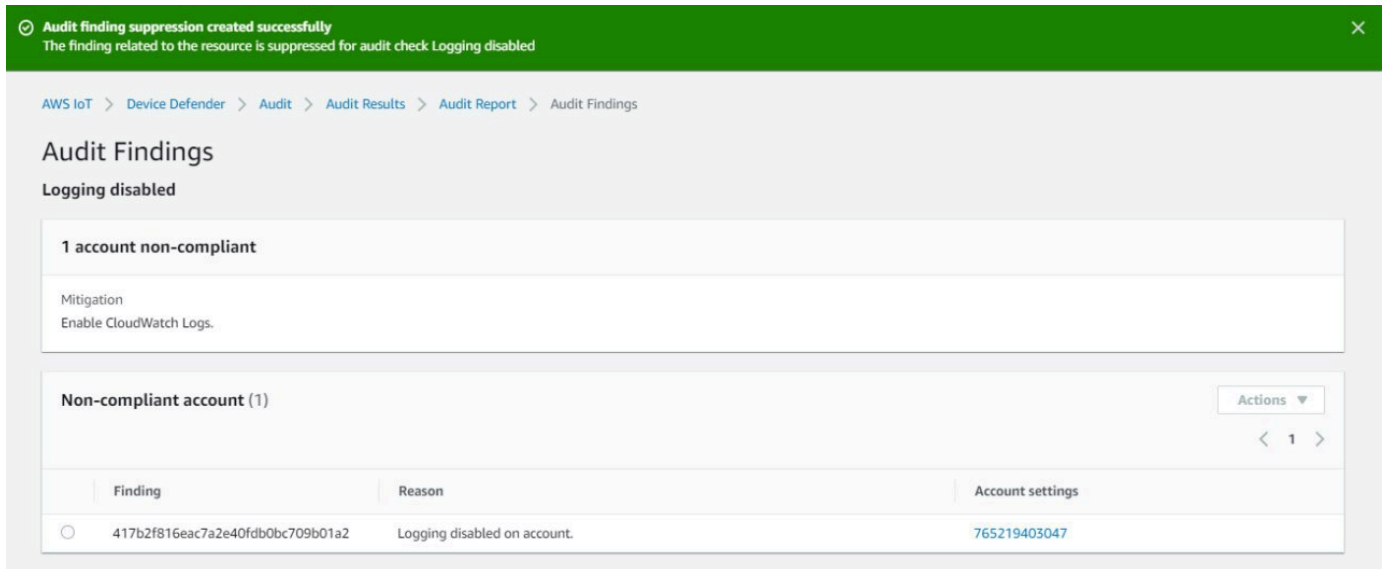 Audit finding suppression created successfully
The finding related to the resource is suppressed for audit check Logging disabled
AWS IoT > Device Defender > Audit > Audit Results > Audit Report > Audit Findings
Audit Findings
Logging disabled
1 account non-compliant
Mitigation
Enable CloudWatch Logs.
Non-compliant account (1)
Actions
1
Finding Reason Account settings
417b2f816eac7a2e40fdb0bc709b01a2 Logging disabled on account. 765219403047